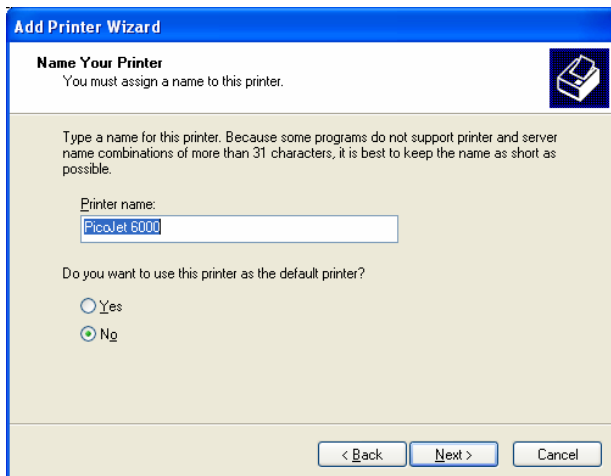 Add Printer Wizard
Name Your Printer
You must assign a name to this printer.
Type a name for this printer. Because some programs do not support printer and server
name combinations of more than 31 characters, it is best to keep the name as short as
possible.
Printer name:
PicoJet 6000
Do you want to use this printer as the default printer?
Yes
No
< Back Next > Cancel